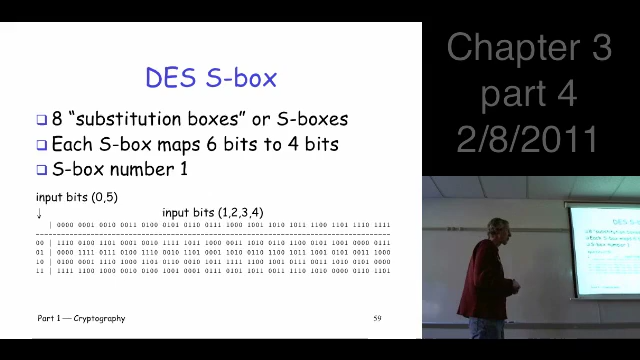 DES S-box
8 “substitution boxes” or S-boxes
Each S-box maps 6 bits to 4 bits
S-box number 1
input bits (0,5)
↓ input bits (1,2,3,4)
| 0000 0001 0010 0011 0100 0101 0110 0111 1000 1001 1010 1011 1100 1101 1110 1111
00 | 1110 0100 1101 0001 0010 1111 1011 1000 0011 1010 0110 1100 0101 1001 0000 0111
01 | 0000 1111 0111 0100 1110 0010 1101 0001 1010 0110 1100 1011 1001 0101 0011 1000
10 | 0100 0001 1110 1000 1101 0110 0010 1011 1111 1100 1001 0111 0011 1010 0101 0000
11 | 1111 1100 1000 0010 0100 1001 0001 0111 0101 1011 0011 1110 1010 0000 0110 1101
Part 1 — Cryptography 59
Chapter 3
part 4
2/8/2011